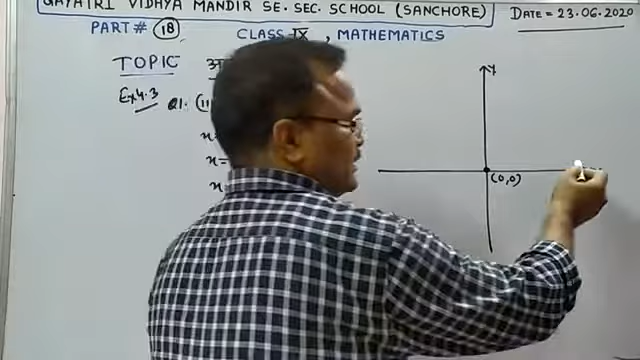 GAYATRI VIDHYA MANDIR SE. SEC. SCHOOL (SANCHORE)
DATE = 23.06.2020
PART# 18
CLASS IX, MATHEMATICS
TOPIC
Ex 4.3
Q1.
Y
(0,0)